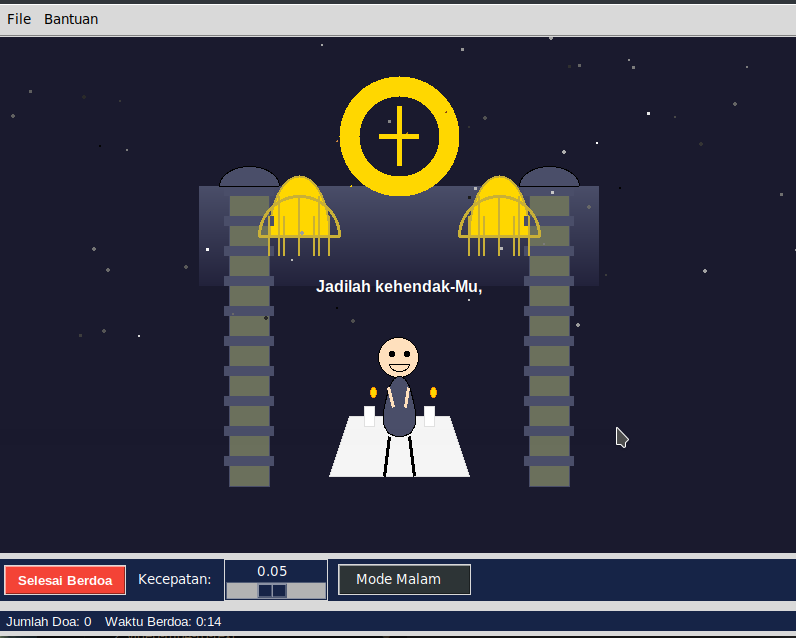 File Bantuan
Jadilah kehendak-Mu,
0.05
Selesai Berdoa Kecepatan: Mode Malam
Jumlah Doa: 0 Waktu Berdoa: 0:14